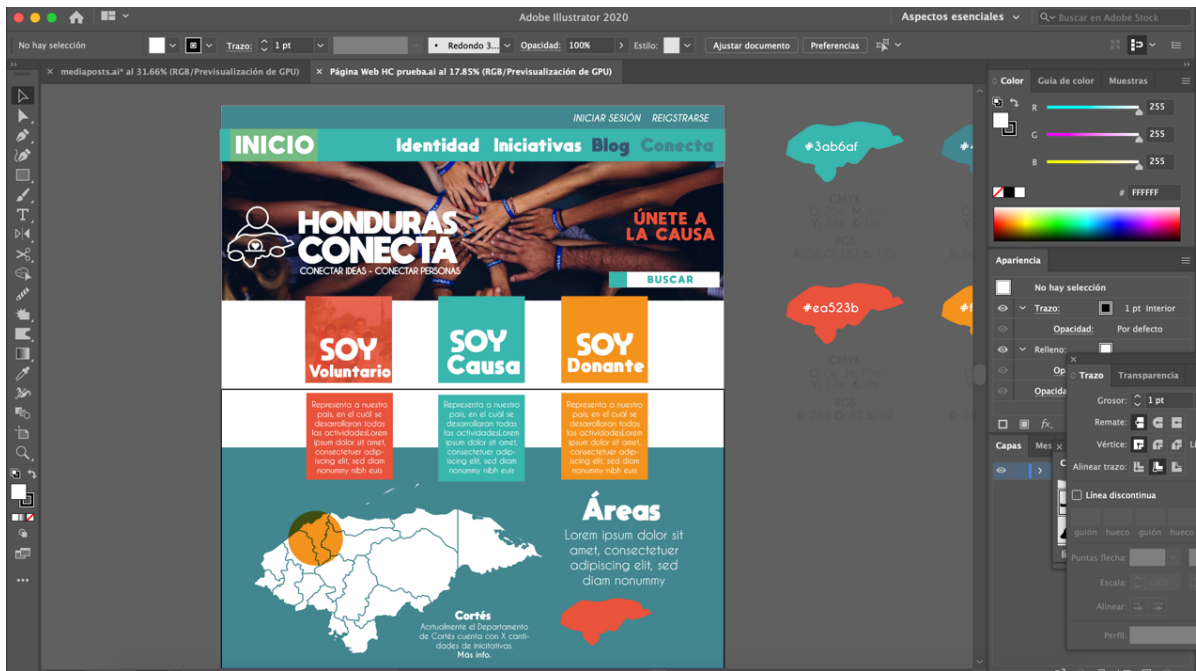 Adobe Illustrator 2020
Aspectos esenciales
Buscar en Adobe Stock
No hay selección
Trazo:
1 pt
Redondo 3...
Opacidad:
100%
Estilo:
Ajustar documento
Preferencias
mediaposts.ai* al 31.66% (RGB/Previsualización de GPU)
Página Web HC prueba.ai al 17.85% (RGB/Previsualización de GPU)
INICIAR SESIÓN REIGSTRARSE
INICIO Identidad Iniciativas Blog Conecta
HONDURAS
CONECTA
CONECTAR IDEAS - CONECTAR PERSONAS
ÚNETE A
LA CAUSA
BUSCAR
SOY
Voluntario
SOY
Causa
SOY
Donante
Representa a nuestro
país, en el cuál se
desarrollaron todas
las actividadesLorem
ipsum dolor sit amet,
consectetuer adip-
iscing elit, sed diam
nonummy nibh euis
Representa a nuestro
país, en el cuál se
desarrollaron todas
las actividadesLorem
ipsum dolor sit amet,
consectetuer adip-
iscing elit, sed diam
nonummy nibh euis
Representa a nuestro
país, en el cuál se
desarrollaron todas
las actividadesLorem
ipsum dolor sit amet,
consectetuer adip-
iscing elit, sed diam
nonummy nibh euis
Áreas
Lorem ipsum dolor sit
amet, consectetuer
adipiscing elit, sed
diam nonummy
Cortés
Acrtualmente el Departamento
de Cortés cuenta con X canti-
dades de inicitativas.
Más info.
#3ab6af
CMYK
RGB
#ea523b
CMYK
RGB
Color Guía de color Muestras
R 255
G 255
B 255
# FFFFFF
Apariencia
No hay selección
Trazo: 1 pt Interior
Opacidad: Por defecto
Relleno:
Capas
Trazo Transparencia
Grosor: 1 pt
Remate:
Vértice:
Alinear trazo:
Línea discontinua
guión hueco guión hueco
Puntas flecha:
Escala:
Alinear:
Perfil: